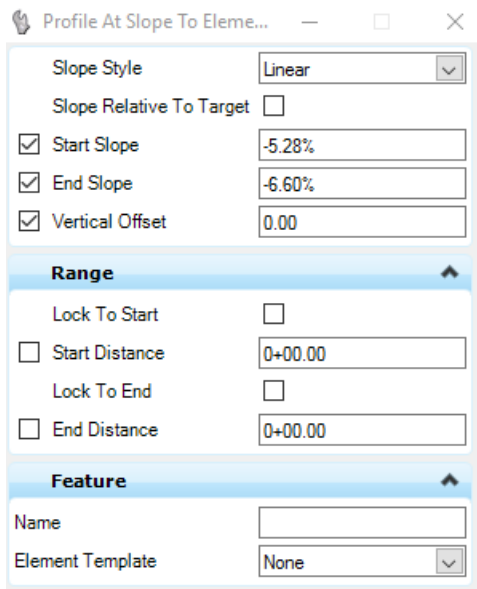 Profile At Slope To Eleme...
Slope Style Linear
Slope Relative To Target
Start Slope -5.28%
End Slope -6.60%
Vertical Offset 0.00
Range
Lock To Start
Start Distance 0+00.00
Lock To End
End Distance 0+00.00
Feature
Name
Element Template None